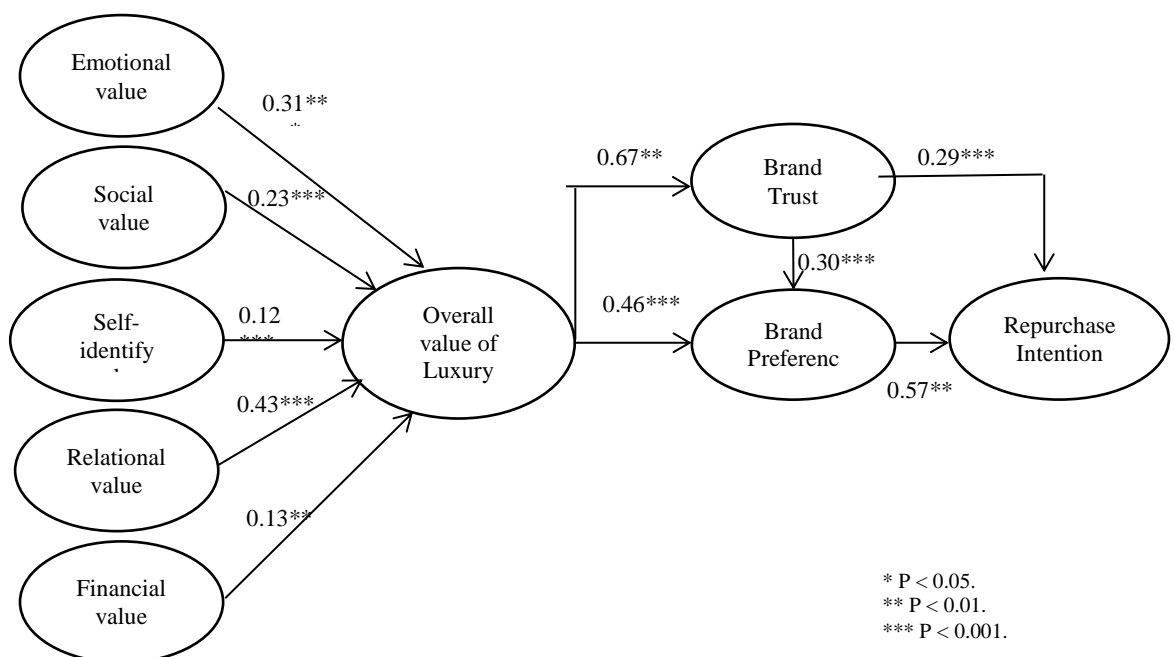 Emotional
value
0.31**
*
Social
value
0.23***
Self-
identify
0.12
***
Relational
value
0.43***
Financial
value
0.13**
Overall
value of
Luxury
0.67**
0.46***
Brand
Trust
0.30***
Brand
Preferenc
0.29***
0.57**
Repurchase
Intention
* P < 0.05.
** P < 0.01.
*** P < 0.001.